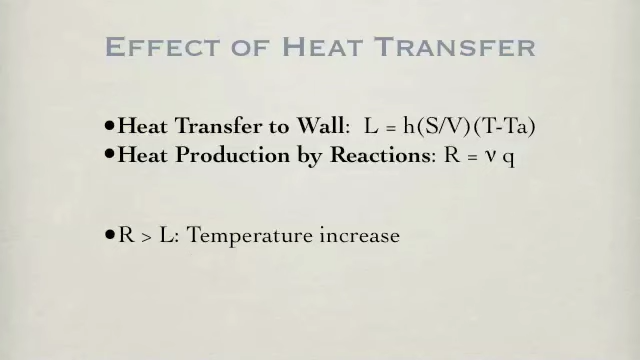 Effect of Heat Transfer
•Heat Transfer to Wall: L = h(S/V)(T-Ta)
•Heat Production by Reactions: R = ν q
•R > L: Temperature increase